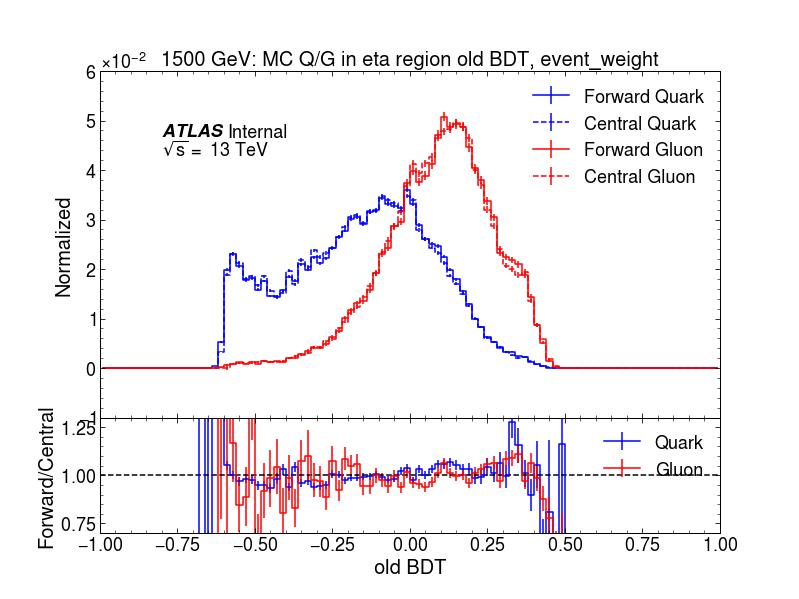 ×10⁻² 1500 GeV: MC Q/G in eta region old BDT, event_weight
6
5
4
3
2
1
0
−1
Normalized
ATLAS Internal
√s = 13 TeV
Forward Quark
Central Quark
Forward Gluon
Central Gluon
1.25
1.00
0.75
Forward/Central
Quark
Gluon
−1.00 −0.75 −0.50 −0.25 0.00 0.25 0.50 0.75 1.00
old BDT